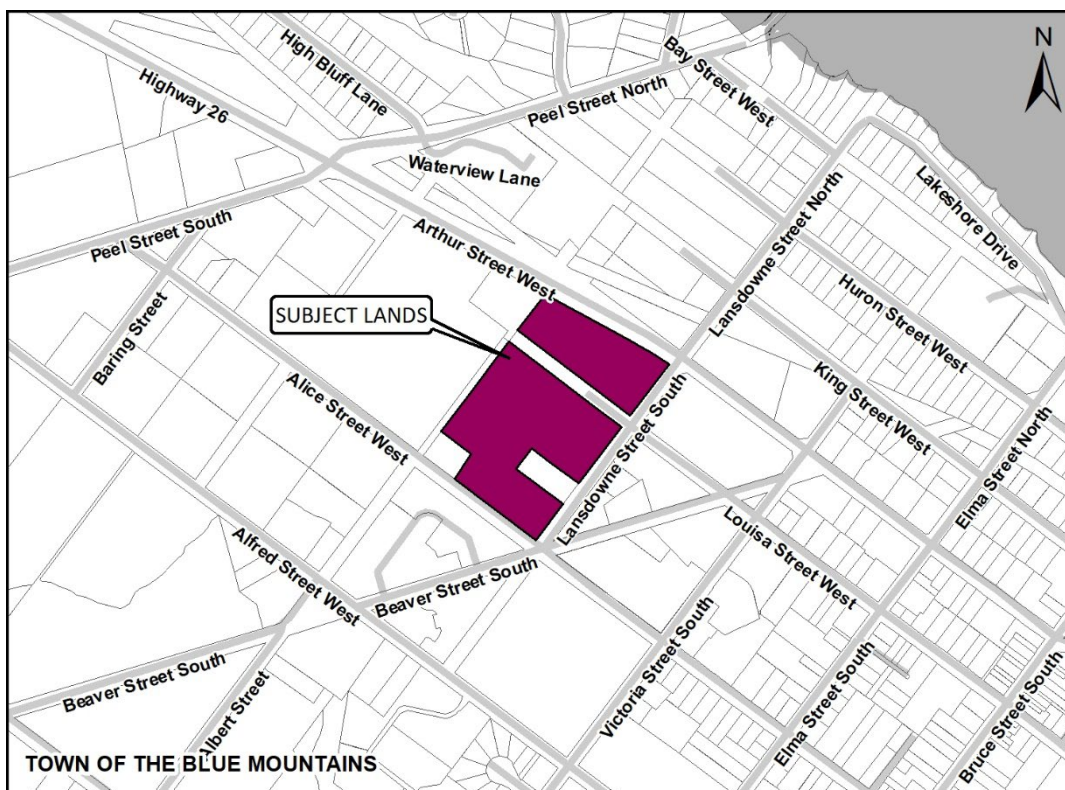 N
High Bluff Lane
Bay Street West
Highway 26
Peel Street North
Waterview Lane
Lakeshore Drive
Lansdowne Street North
Peel Street South
Arthur Street West
SUBJECT LANDS
Huron Street West
Baring Street
King Street West
Alice Street West
Elma Street North
Lansdowne Street South
Louisa Street West
Alfred Street West
Beaver Street South
Victoria Street South
Elma Street South
Beaver Street South
Albert Street
Bruce Street South
TOWN OF THE BLUE MOUNTAINS